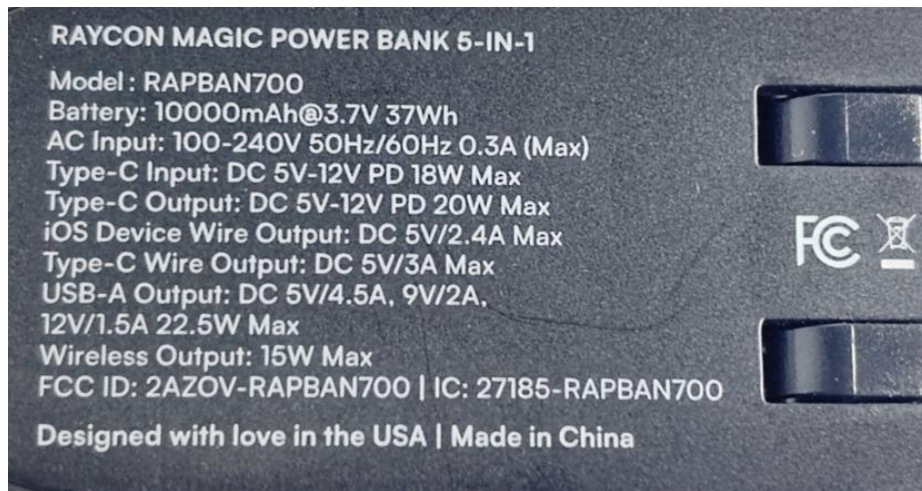 RAYCON MAGIC POWER BANK 5-IN-1
Model : RAPBAN700
Battery: 10000mAh@3.7V 37Wh
AC Input: 100-240V 50Hz/60Hz 0.3A (Max)
Type-C Input: DC 5V-12V PD 18W Max
Type-C Output: DC 5V-12V PD 20W Max
iOS Device Wire Output: DC 5V/2.4A Max
Type-C Wire Output: DC 5V/3A Max
USB-A Output: DC 5V/4.5A, 9V/2A,
12V/1.5A 22.5W Max
Wireless Output: 15W Max
FCC ID: 2AZOV-RAPBAN700 | IC: 27185-RAPBAN700
Designed with love in the USA | Made in China
FC